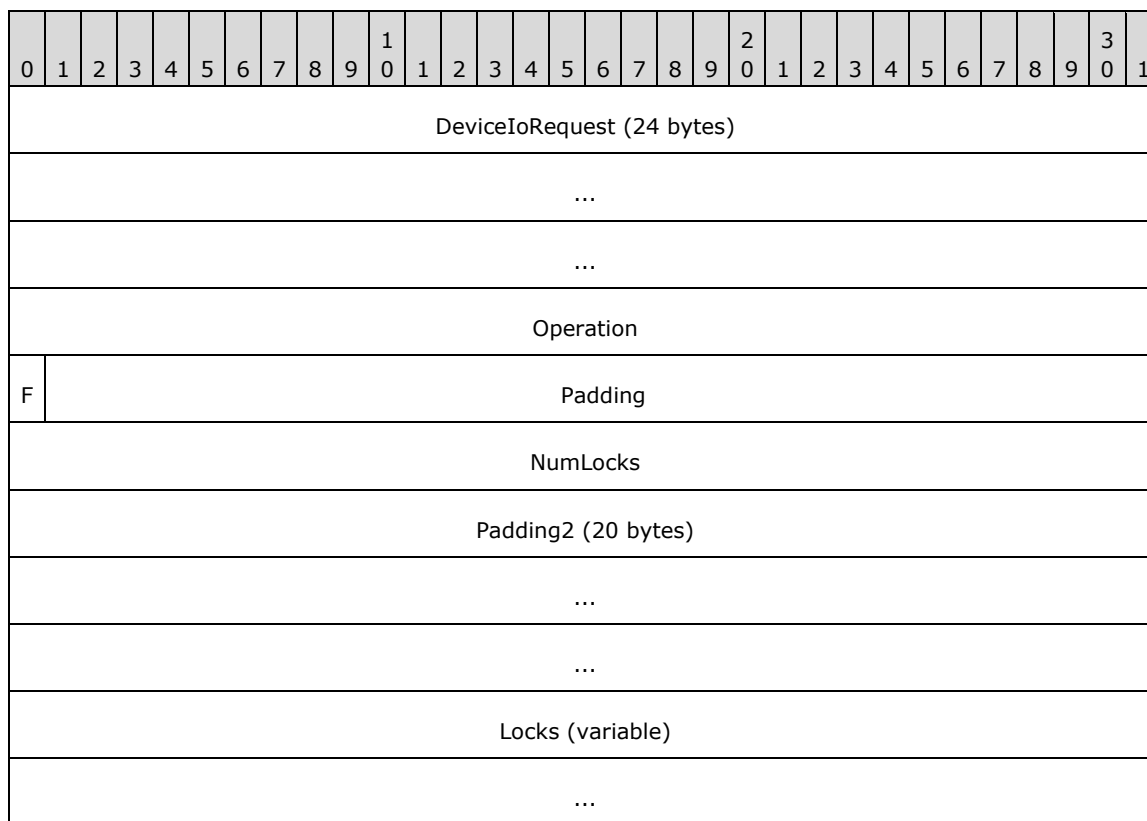 1 2 3
0 1 2 3 4 5 6 7 8 9 0 1 2 3 4 5 6 7 8 9 0 1 2 3 4 5 6 7 8 9 0 1
DeviceIoRequest (24 bytes)
...
...
Operation
F Padding
NumLocks
Padding2 (20 bytes)
...
...
Locks (variable)
...